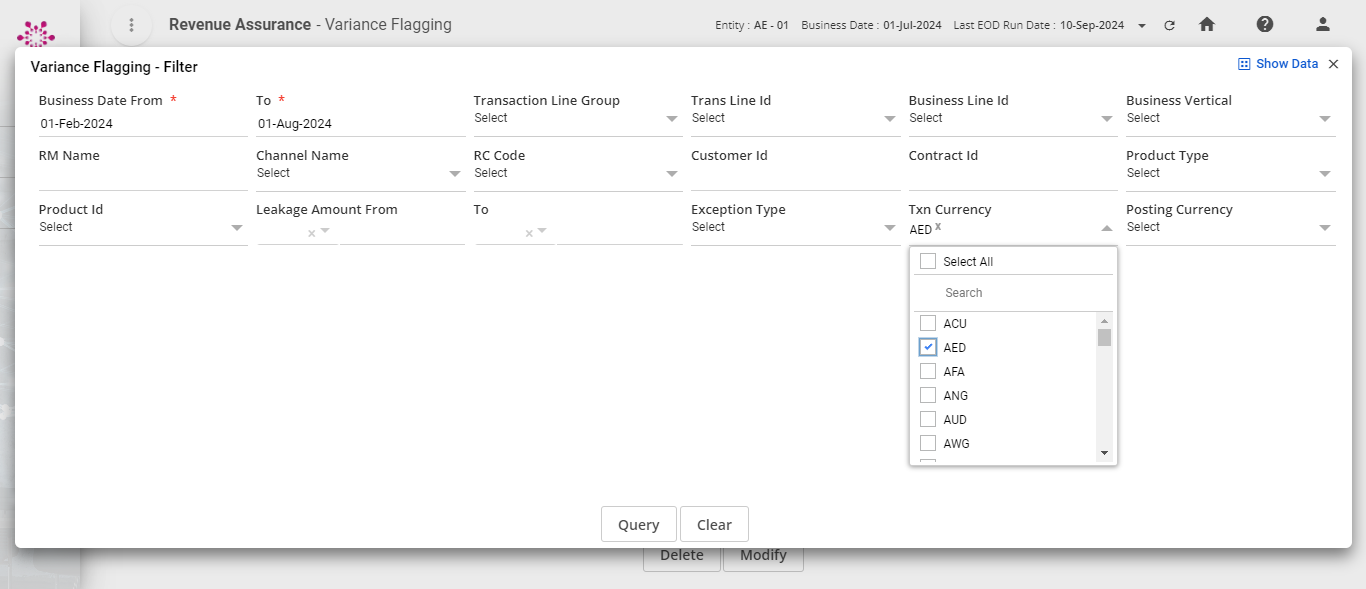 Revenue Assurance - Variance Flagging
Entity : AE - 01 Business Date : 01-Jul-2024 Last EOD Run Date : 10-Sep-2024
Variance Flagging - Filter
Show Data
Business Date From * To * Transaction Line Group Trans Line Id Business Line Id Business Vertical
01-Feb-2024 01-Aug-2024 Select Select Select Select
RM Name Channel Name RC Code Customer Id Contract Id Product Type
Select Select Select
Product Id Leakage Amount From To Exception Type Txn Currency Posting Currency
Select × × Select AED x Select
Select All
Search
ACU
AED
AFA
ANG
AUD
AWG
Query Clear
Delete Modify